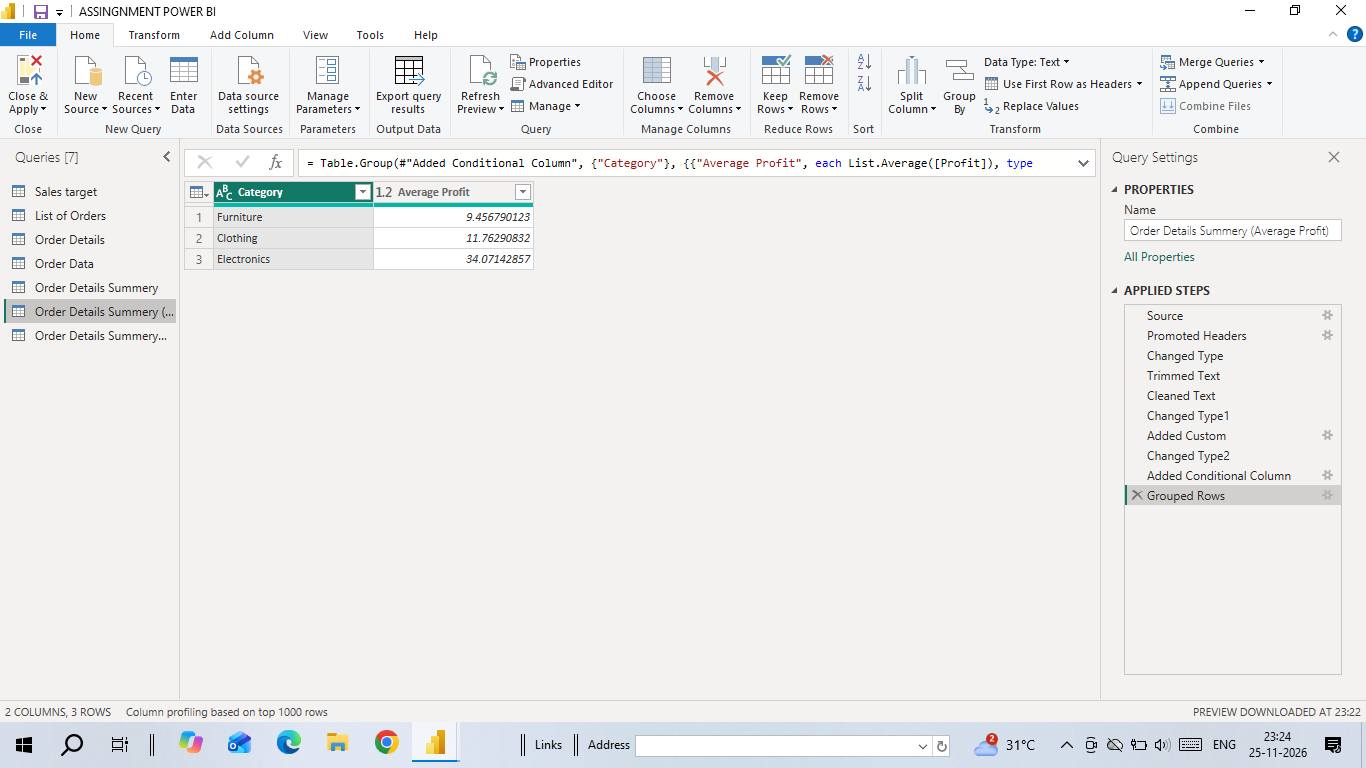 ASSINGNMENT POWER BI
File Home Transform Add Column View Tools Help
Close & Apply
Close
New Source
Recent Sources
Enter Data
New Query
Data source settings
Data Sources
Manage Parameters
Parameters
Export query results
Output Data
Refresh Preview
Properties
Advanced Editor
Manage
Query
Choose Columns
Remove Columns
Manage Columns
Keep Rows
Remove Rows
Reduce Rows
Sort
Split Column
Group By
Data Type: Text
Use First Row as Headers
Replace Values
Transform
Merge Queries
Append Queries
Combine Files
Combine
Queries [7]
Sales target
List of Orders
Order Details
Order Data
Order Details Summery
Order Details Summery (...
Order Details Summery...
= Table.Group(#"Added Conditional Column", {"Category"}, {{"Average Profit", each List.Average([Profit]), type
Category 1.2 Average Profit
1 Furniture 9.456790123
2 Clothing 11.76290832
3 Electronics 34.07142857
Query Settings
PROPERTIES
Name
Order Details Summery (Average Profit)
All Properties
APPLIED STEPS
Source
Promoted Headers
Changed Type
Trimmed Text
Cleaned Text
Changed Type1
Added Custom
Changed Type2
Added Conditional Column
Grouped Rows
2 COLUMNS, 3 ROWS Column profiling based on top 1000 rows
PREVIEW DOWNLOADED AT 23:22
Links Address
2 31°C
ENG
23:24
25-11-2026